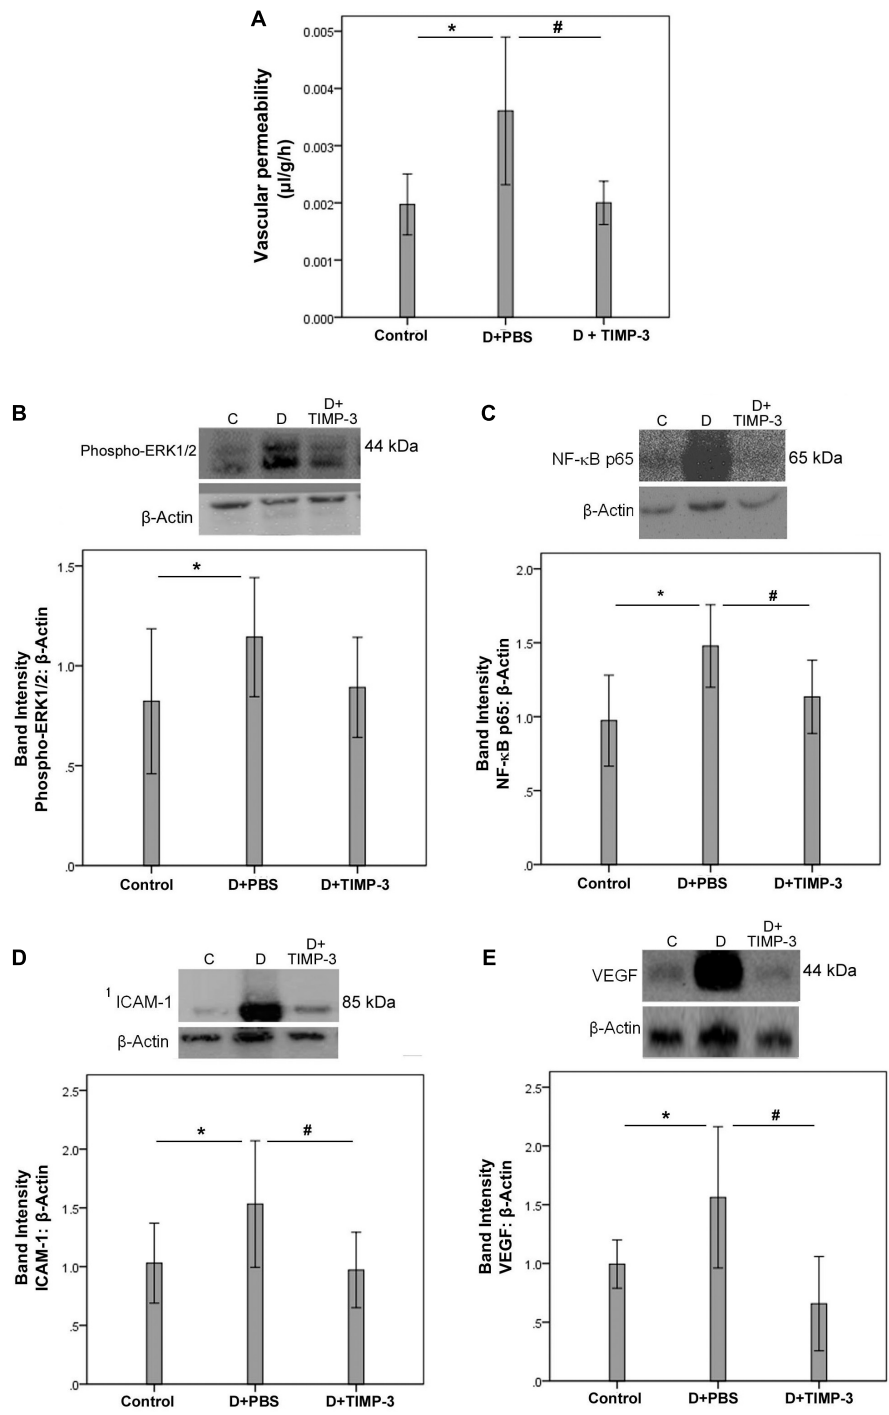 A
Vascular permeability
(µl/g/h)
0.005
0.004
0.003
0.002
0.001
0.000
* #
Control D+PBS D + TIMP-3
B
C D D+
TIMP-3
Phospho-ERK1/2 44 kDa
β-Actin
Band Intensity
Phospho-ERK1/2: β-Actin
1.5
1.0
.5
.0
*
Control D+PBS D+TIMP-3
C
C D D+
TIMP-3
NF-κB p65 65 kDa
β-Actin
Band Intensity
NF-κB p65: β-Actin
2.0
1.5
1.0
.5
.0
* #
Control D+PBS D+TIMP-3
D
C D D+
TIMP-3
1 ICAM-1 85 kDa
β-Actin
Band Intensity
ICAM-1: β-Actin
2.5
2.0
1.5
1.0
.5
.0
* #
Control D+PBS D+TIMP-3
E
C D D+
TIMP-3
VEGF 44 kDa
β-Actin
Band Intensity
VEGF: β-Actin
2.5
2.0
1.5
1.0
.5
.0
* #
Control D+PBS D+TIMP-3